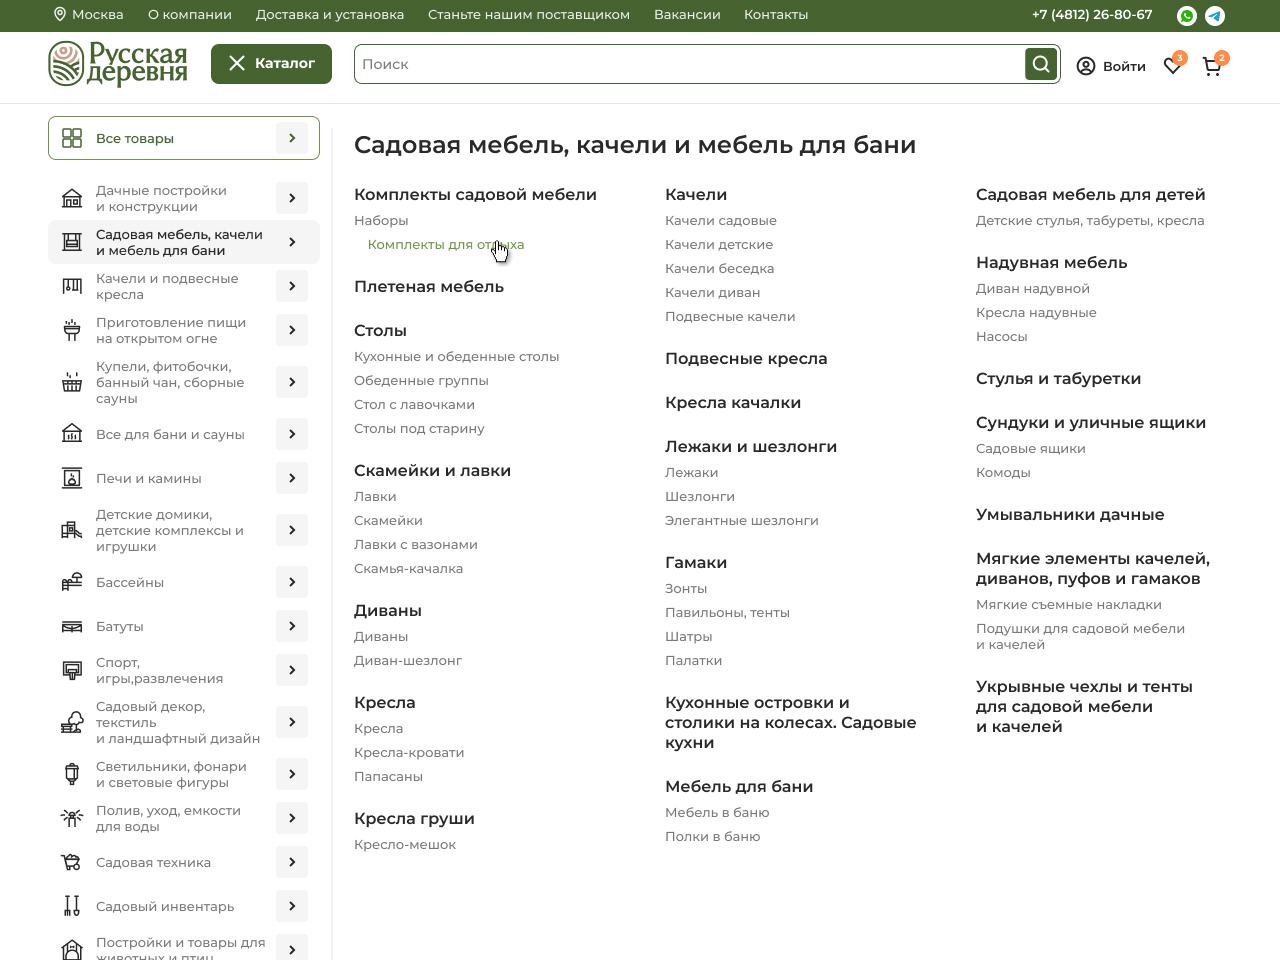 Москва
О компании
Доставка и установка
Станьте нашим поставщиком
Вакансии
Контакты
+7 (4812) 26-80-67
Русская
деревня
Каталог
Поиск
Войти
3
2
Все товары
Дачные постройки
и конструкции
Садовая мебель, качели
и мебель для бани
Качели и подвесные
кресла
Приготовление пищи
на открытом огне
Купели, фитобочки,
банный чан, сборные
сауны
Все для бани и сауны
Печи и камины
Детские домики,
детские комплексы и
игрушки
Бассейны
Батуты
Спорт,
игры,развлечения
Садовый декор,
текстиль
и ландшафтный дизайн
Светильники, фонари
и световые фигуры
Полив, уход, емкости
для воды
Садовая техника
Садовый инвентарь
Постройки и товары для
животных и птиц
Садовая мебель, качели и мебель для бани
Комплекты садовой мебели
Наборы
Комплекты для отдыха
Плетеная мебель
Столы
Кухонные и обеденные столы
Обеденные группы
Стол с лавочками
Столы под старину
Скамейки и лавки
Лавки
Скамейки
Лавки с вазонами
Скамья-качалка
Диваны
Диваны
Диван-шезлонг
Кресла
Кресла
Кресла-кровати
Папасаны
Кресла груши
Кресло-мешок
Качели
Качели садовые
Качели детские
Качели беседка
Качели диван
Подвесные качели
Подвесные кресла
Кресла качалки
Лежаки и шезлонги
Лежаки
Шезлонги
Элегантные шезлонги
Гамаки
Зонты
Павильоны, тенты
Шатры
Палатки
Кухонные островки и
столики на колесах. Садовые
кухни
Мебель для бани
Мебель в баню
Полки в баню
Садовая мебель для детей
Детские стулья, табуреты, кресла
Надувная мебель
Диван надувной
Кресла надувные
Насосы
Стулья и табуретки
Сундуки и уличные ящики
Садовые ящики
Комоды
Умывальники дачные
Мягкие элементы качелей,
диванов, пуфов и гамаков
Мягкие съемные накладки
Подушки для садовой мебели
и качелей
Укрывные чехлы и тенты
для садовой мебели
и качелей